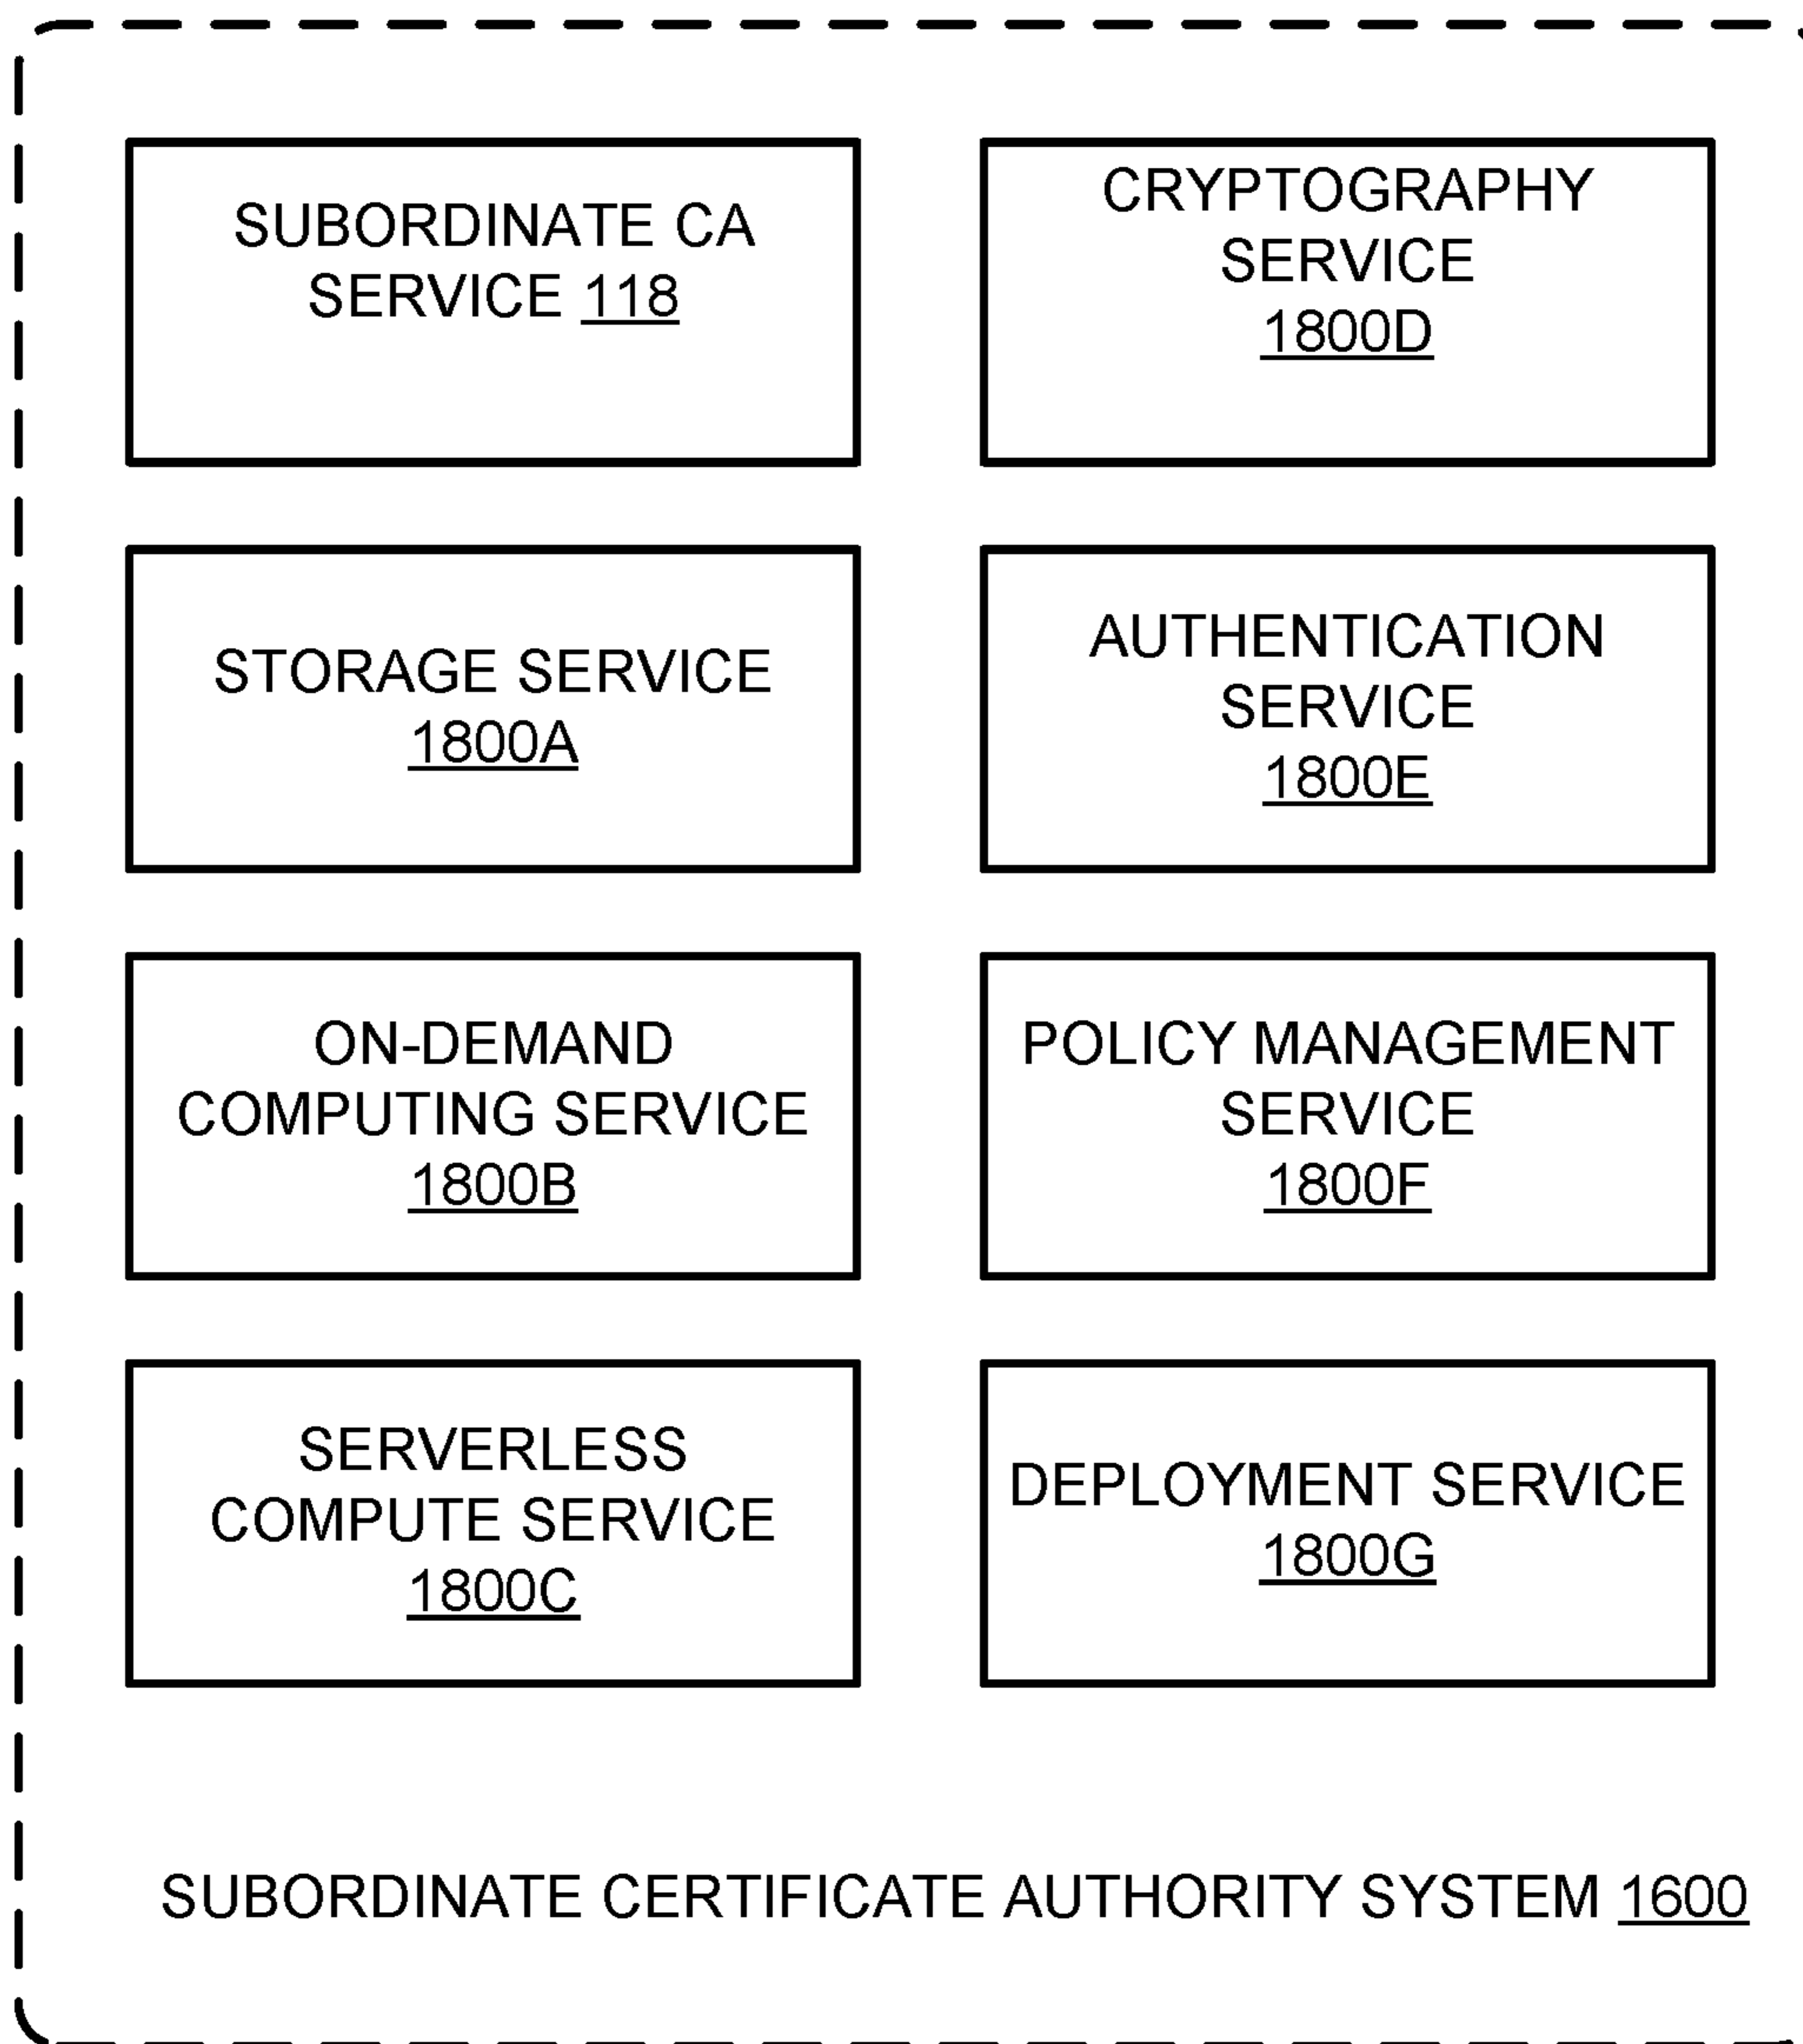 SUBORDINATE CA
SERVICE 118
CRYPTOGRAPHY
SERVICE
1800D
STORAGE SERVICE
1800A
AUTHENTICATION
SERVICE
1800E
ON-DEMAND
COMPUTING SERVICE
1800B
POLICY MANAGEMENT
SERVICE
1800F
SERVERLESS
COMPUTE SERVICE
1800C
DEPLOYMENT SERVICE
1800G
SUBORDINATE CERTIFICATE AUTHORITY SYSTEM 1600